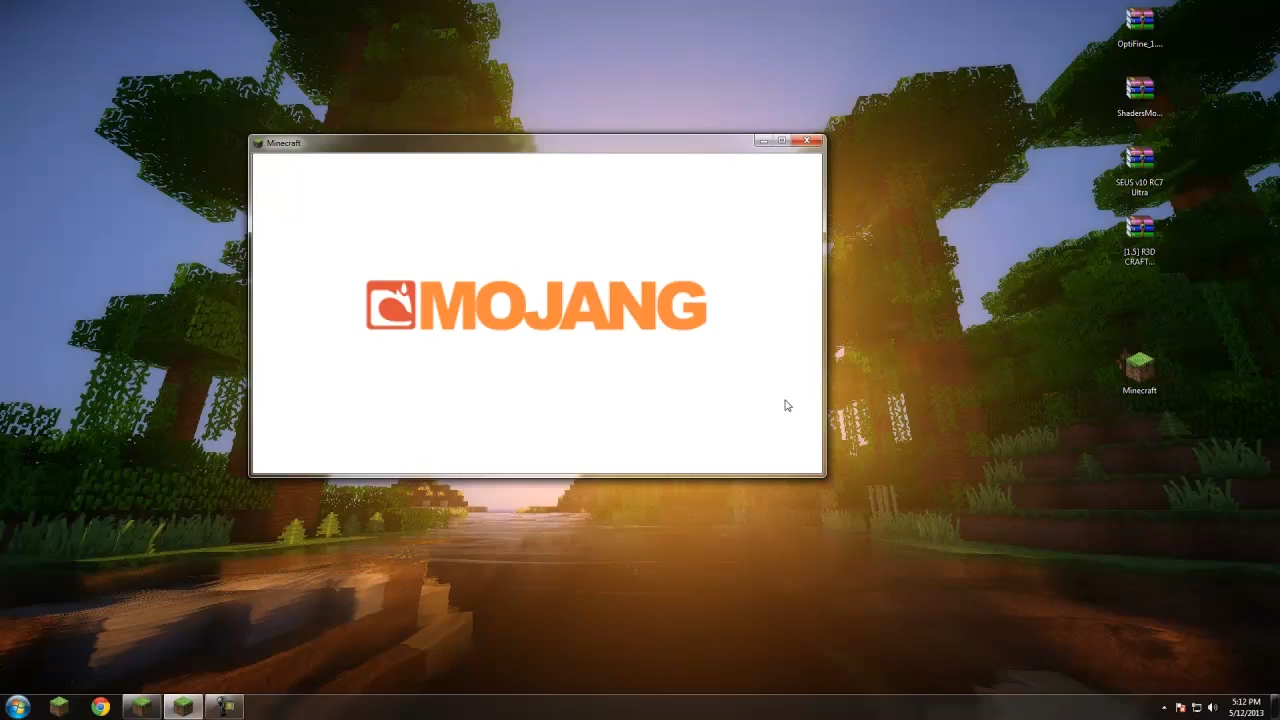 Minecraft
MOJANG
OptiFine_1....
ShadersMo...
SEUS v10 RC7
Ultra
[1.5] R3D
CRAFT...
Minecraft
5:12 PM
5/12/2013